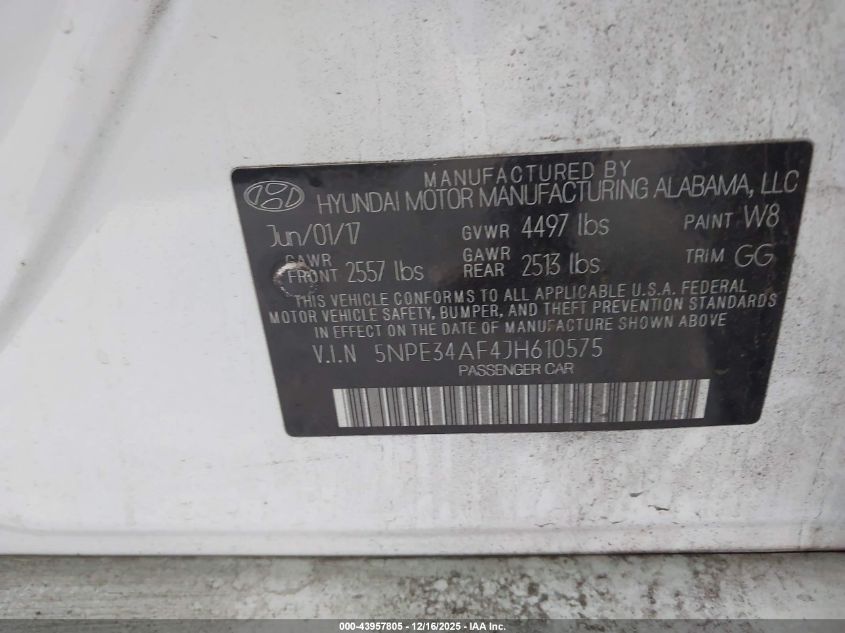 MANUFACTURED BY
HYUNDAI MOTOR MANUFACTURING ALABAMA, LLC
Jun/01/17 GVWR 4497 lbs PAINT W8
GAWR FRONT 2557 lbs GAWR REAR 2513 lbs TRIM GG
THIS VEHICLE CONFORMS TO ALL APPLICABLE U.S.A. FEDERAL
MOTOR VEHICLE SAFETY, BUMPER, AND THEFT PREVENTION STANDARDS
IN EFFECT ON THE DATE OF MANUFACTURE SHOWN ABOVE
V.I.N 5NPE34AF4JH610575
PASSENGER CAR
000-43957805 - 12/16/2025 - IAA Inc.